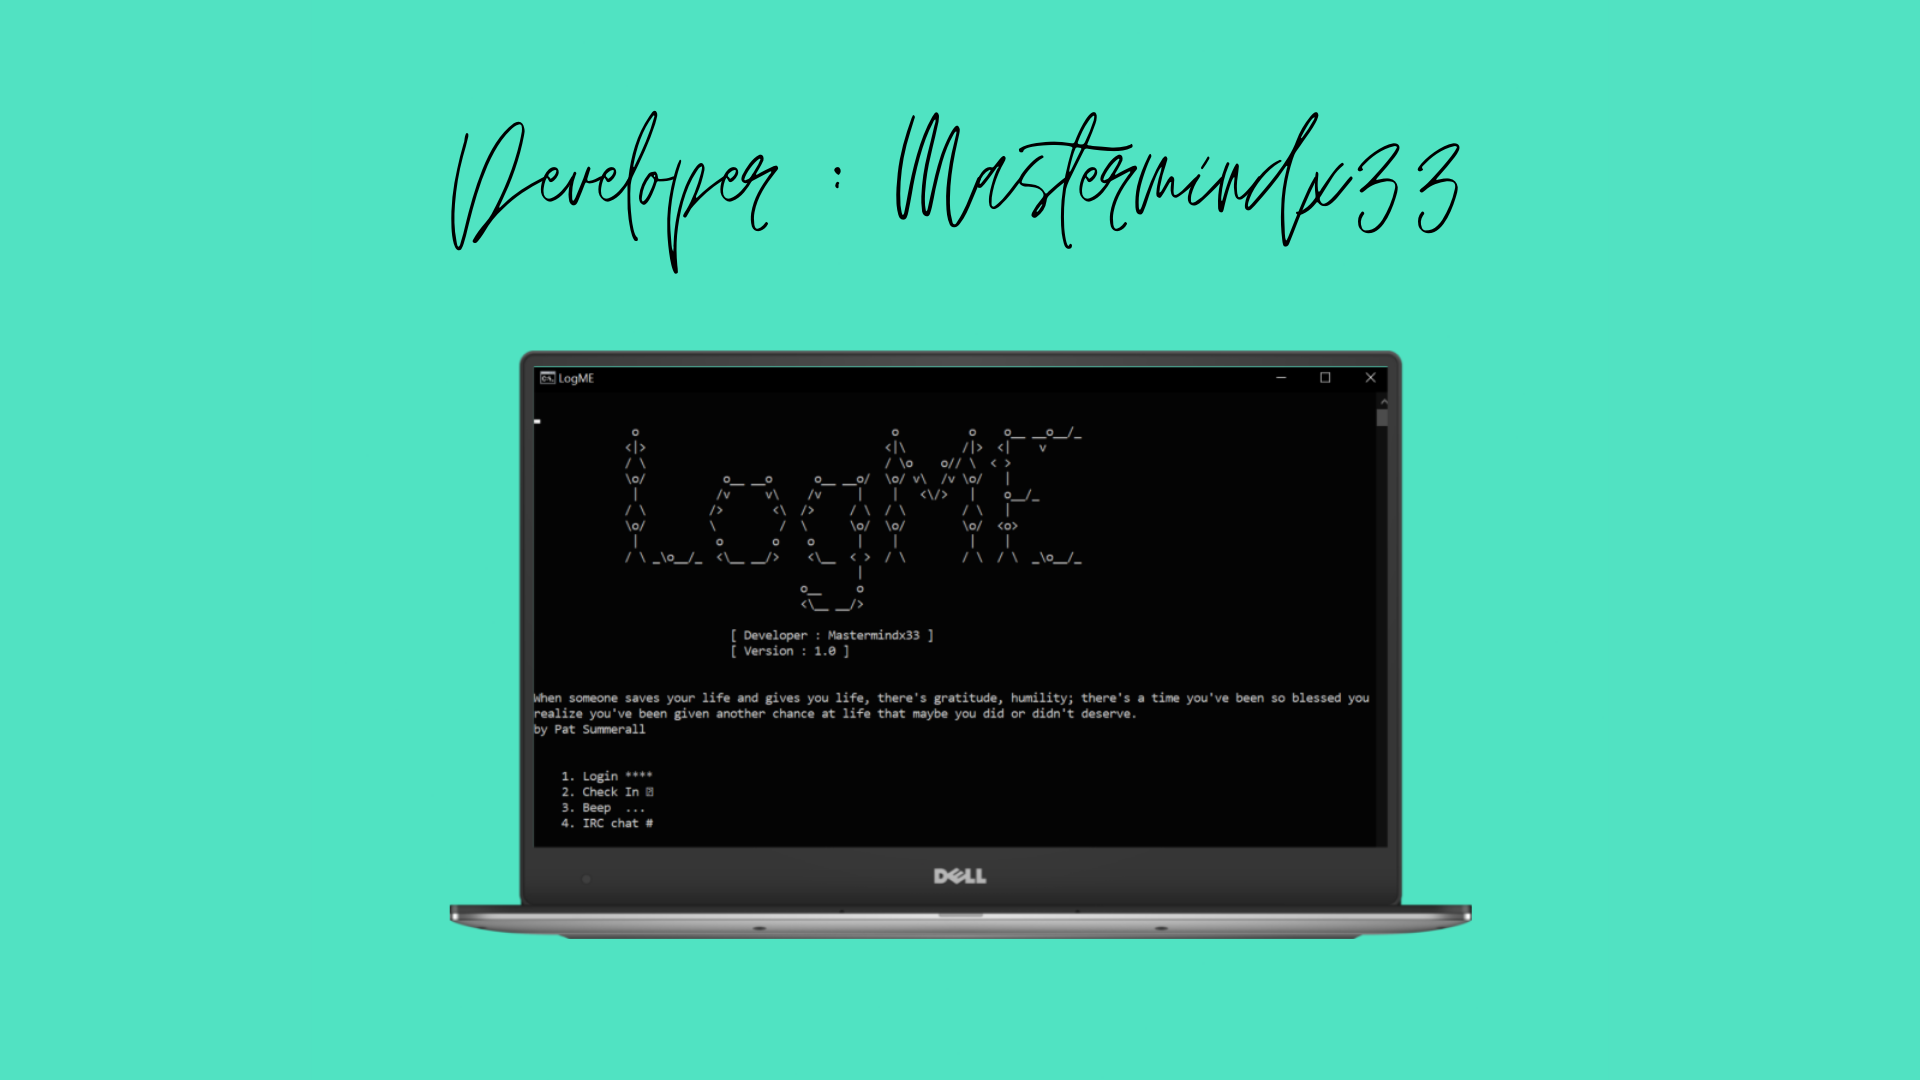 Developer : Mastermindx33
LogME
LogME
[ Developer : Mastermindx33 ]
[ Version : 1.0 ]
When someone saves your life and gives you life, there's gratitude, humility; there's a time you've been so blessed you
realize you've been given another chance at life that maybe you did or didn't deserve.
by Pat Summerall
1. Login ****
2. Check In
3. Beep ...
4. IRC chat #
DELL